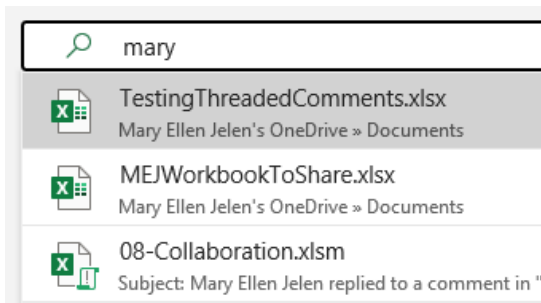 mary
TestingThreadedComments.xlsx
Mary Ellen Jelen's OneDrive » Documents
MEJWorkbookToShare.xlsx
Mary Ellen Jelen's OneDrive » Documents
08-Collaboration.xlsm
Subject: Mary Ellen Jelen replied to a comment in "